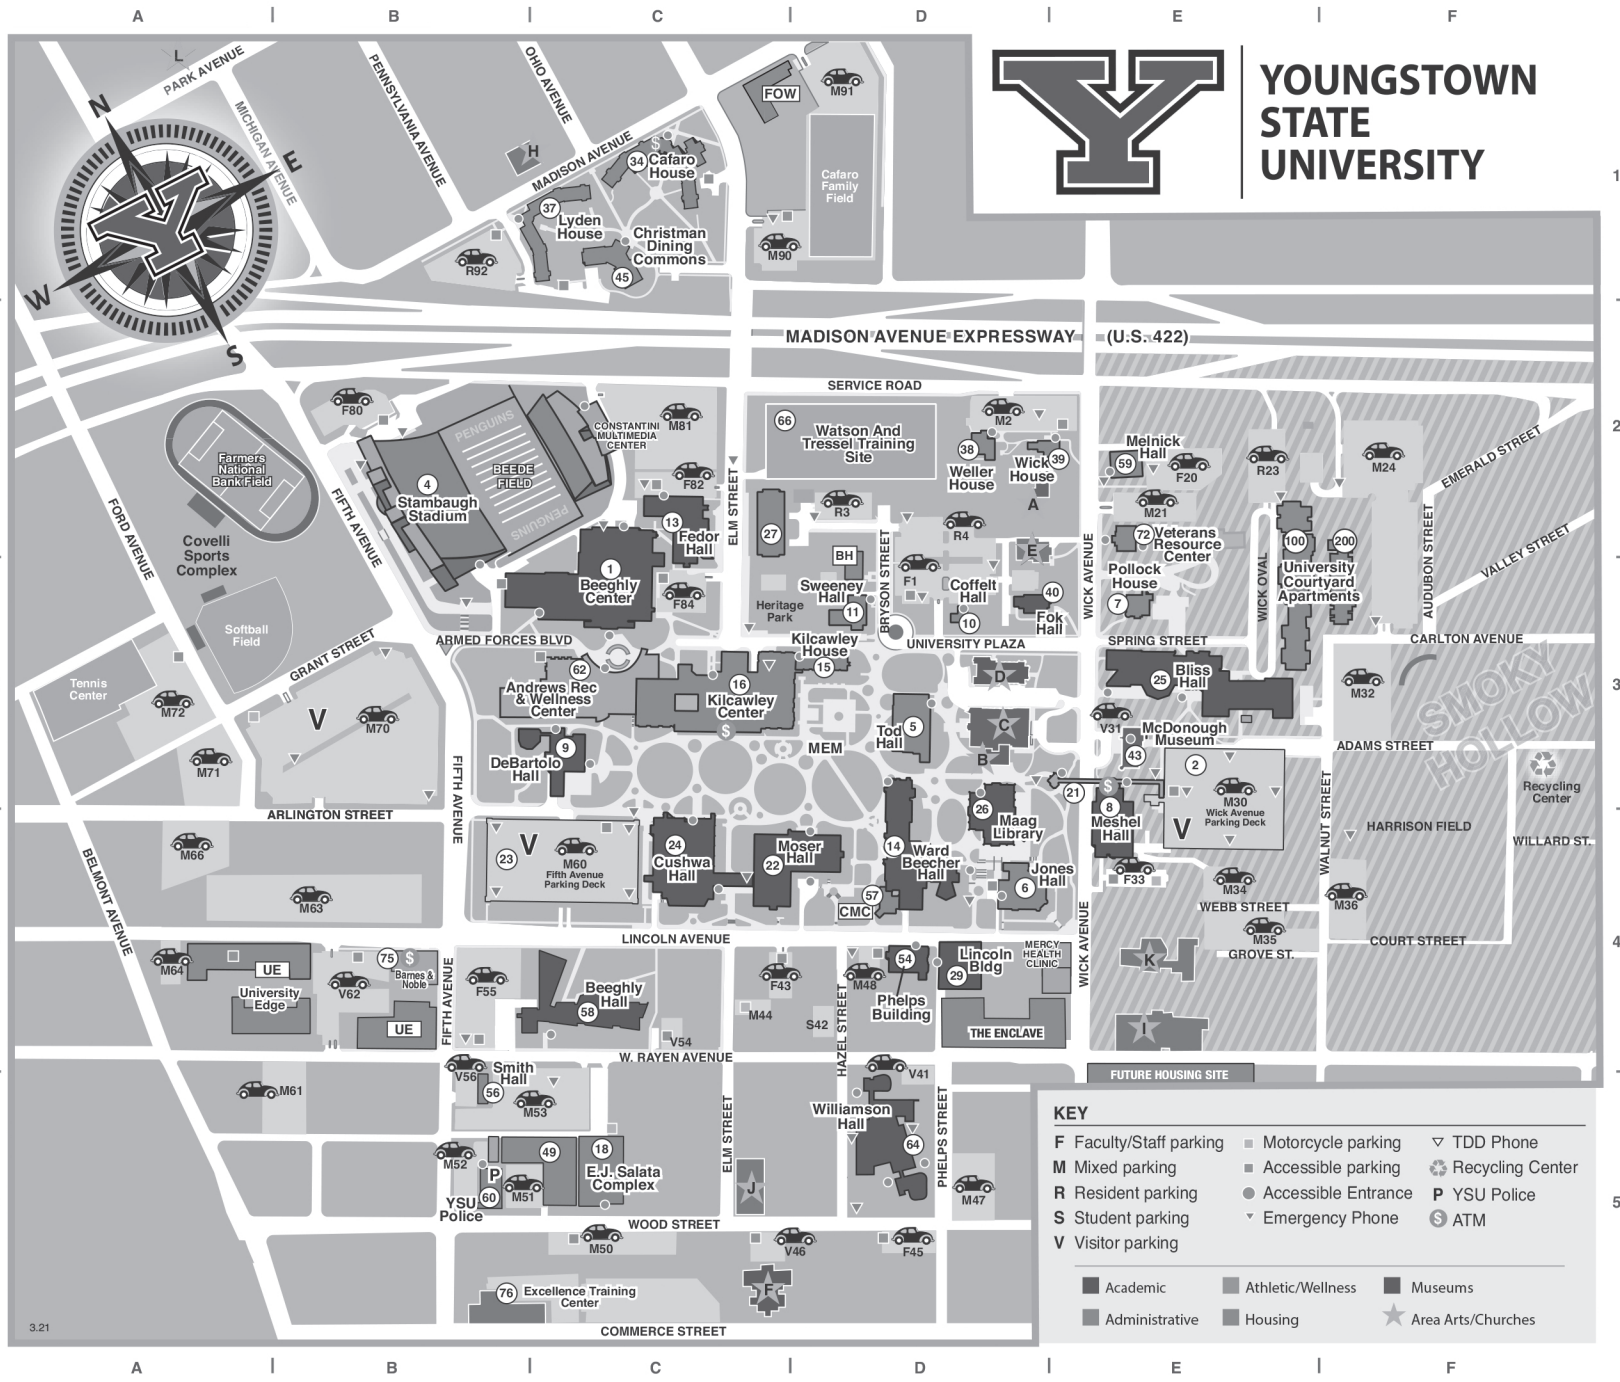 A B C D E F
YOUNGSTOWN
STATE
UNIVERSITY
1
2
3
4
5
N
E
S
W
Y
L
PARK AVENUE
MICHIGAN AVENUE
PENNSYLVANIA AVENUE
OHIO AVENUE
MADISON AVENUE
H
FOW
M91
34
Cafaro
House
37
Lyden
House
Christman
Dining
Commons
45
R92
Cafaro
Family
Field
M90
MADISON AVENUE EXPRESSWAY (U.S. 422)
SERVICE ROAD
F80
Farmers
National
Bank Field
FORD AVENUE
FIFTH AVENUE
Covelli
Sports
Complex
Softball
Field
GRANT STREET
Tennis
Center
M72
M71
V
M70
ARLINGTON STREET
BELMONT AVENUE
4
Stambaugh
Stadium
PENGUINS
BEEDE
FIELD
PENGUINS
CONSTANTINI
MULTIMEDIA
CENTER
M81
F82
13
Fedor
Hall
1
Beeghly
Center
F84
ELM STREET
66
Watson And
Tressel Training
Site
27
R3
BH
Sweeney
Hall
11
Heritage
Park
BRYSON STREET
M2
38
Weller
House
Wick
House
39
A
R4
E
F1
Coffelt
Hall
10
40
Fok
Hall
WICK AVENUE
Melnick
Hall
59
F20
M21
72
Veterans
Resource
Center
Pollock
House
7
R23
M24
100
200
University
Courtyard
Apartments
WICK OVAL
AUDUBON STREET
EMERALD STREET
VALLEY STREET
ARMED FORCES BLVD
UNIVERSITY PLAZA
SPRING STREET
CARLTON AVENUE
62
Andrews Rec
& Wellness
Center
16
Kilcawley
Center
Kilcawley
House
15
MEM
9
DeBartolo
Hall
Tod
Hall
5
D
C
B
25
Bliss
Hall
V31
McDonough
Museum
43
2
M30
Wick Avenue
Parking Deck
V
21
8
Meshel
Hall
F33
M34
M32
SMOKY
HOLLOW
ADAMS STREET
Recycling
Center
HARRISON FIELD
WILLARD ST.
WALNUT STREET
M36
WEBB STREET
M35
GROVE ST.
COURT STREET
FIFTH AVENUE
V
23
M60
Fifth Avenue
Parking Deck
24
Cushwa
Hall
Moser
Hall
22
14
Ward
Beecher
Hall
57
CMC
26
Maag
Library
Jones
Hall
6
M66
M63
LINCOLN AVENUE
M64
UE
University
Edge
75
Barnes &
Noble
V62
UE
FIFTH AVENUE
F55
Beeghly
Hall
58
V54
F43
M44
S42
HAZEL STREET
M48
54
Phelps
Building
Lincoln
Bldg
29
MERCY
HEALTH
CLINIC
THE ENCLAVE
WICK AVENUE
K
I
FUTURE HOUSING SITE
W. RAYEN AVENUE
M61
V56
Smith
Hall
56
M53
M52
YSU
Police
P
60
M51
49
18
E.J. Salata
Complex
ELM STREET
J
Williamson
Hall
64
V41
PHELPS STREET
M47
WOOD STREET
M50
V46
F45
F
76
Excellence Training
Center
COMMERCE STREET
3.21
KEY
F Faculty/Staff parking
M Mixed parking
R Resident parking
S Student parking
V Visitor parking
Motorcycle parking
Accessible parking
Accessible Entrance
Emergency Phone
TDD Phone
Recycling Center
P YSU Police
$ ATM
Academic
Administrative
Athletic/Wellness
Housing
Museums
Area Arts/Churches
A B C D E F